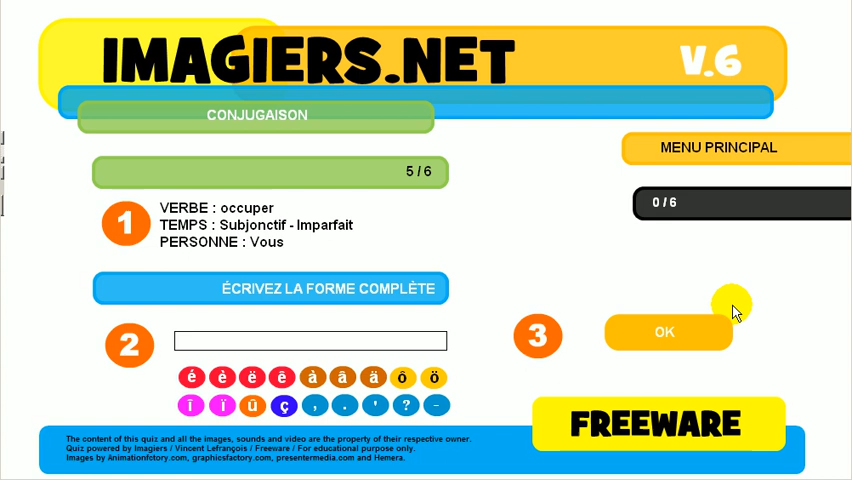 IMAGIERS.NET
V.6
CONJUGAISON
MENU PRINCIPAL
5 / 6
0 / 6
1
VERBE : occuper
TEMPS : Subjonctif - Imparfait
PERSONNE : Vous
ÉCRIVEZ LA FORME COMPLÈTE
2
3
OK
é è ë ê à â ä ô ö
î ï û ç , . ' ? -
FREEWARE
The content of this quiz and all the images, sounds and video are the property of their respective owner.
Quiz powered by Imagiers / Vincent Lefrançois / Freeware / For educational purpose only.
Images by Animationfctory.com, graphicsfactory.com, presentermedia.com and Hemera.